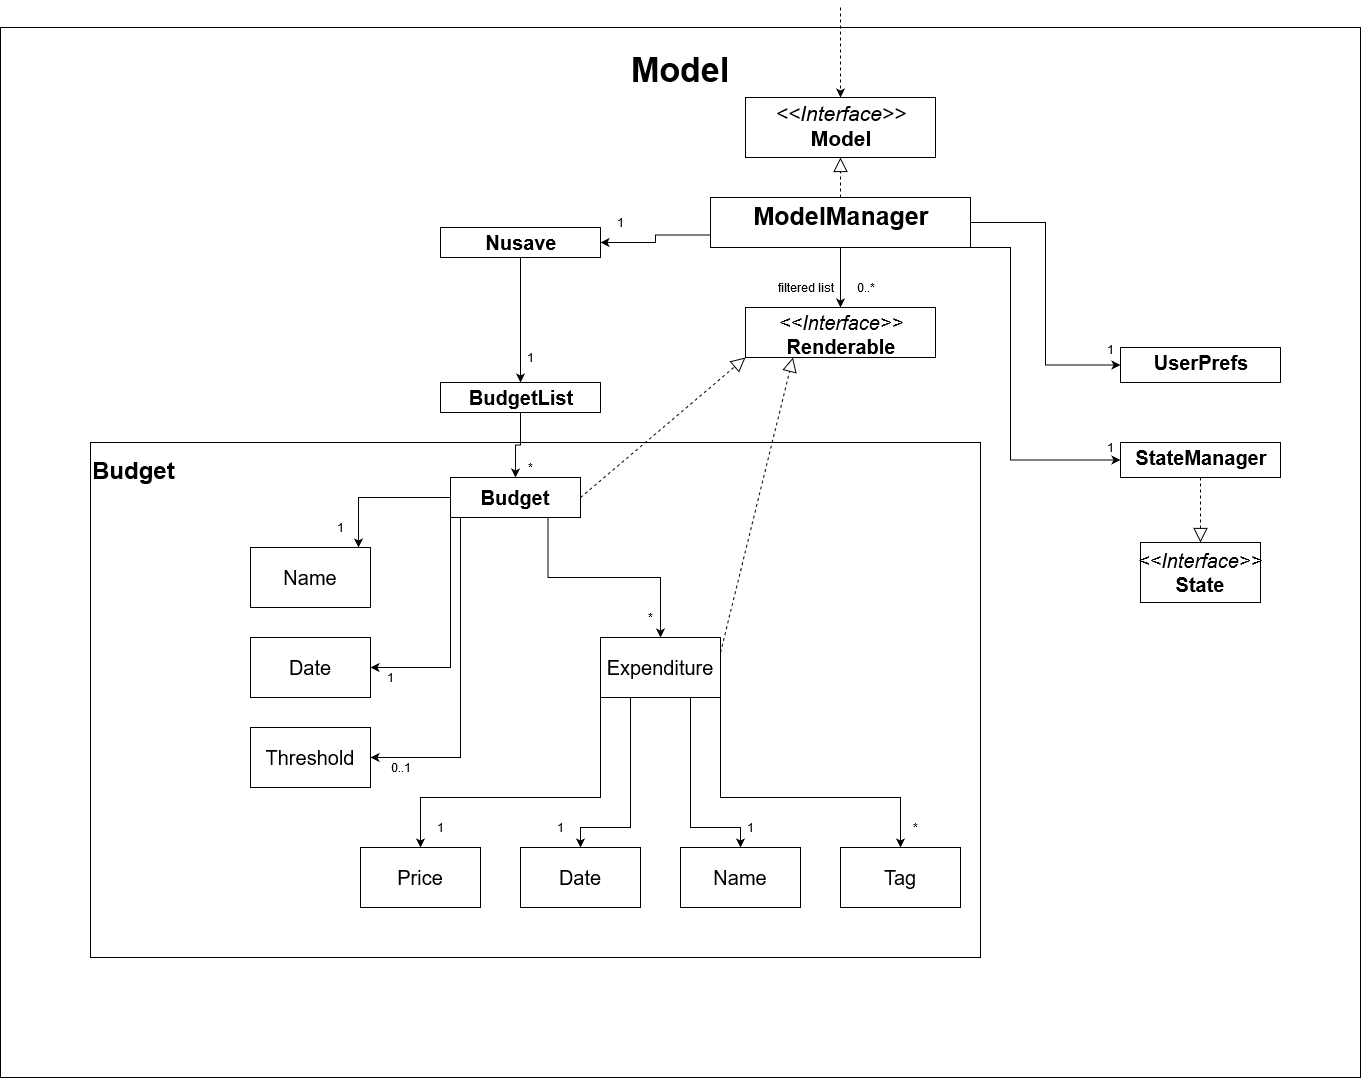 Model
<<Interface>>
Model
ModelManager
1
Nusave
filtered list
0..*
<<Interface>>
Renderable
1
UserPrefs
1
BudgetList
1
StateManager
Budget
*
Budget
1
<<Interface>>
State
Name
*
Expenditure
Date
1
Threshold
0..1
1
1
1
*
Price
Date
Name
Tag